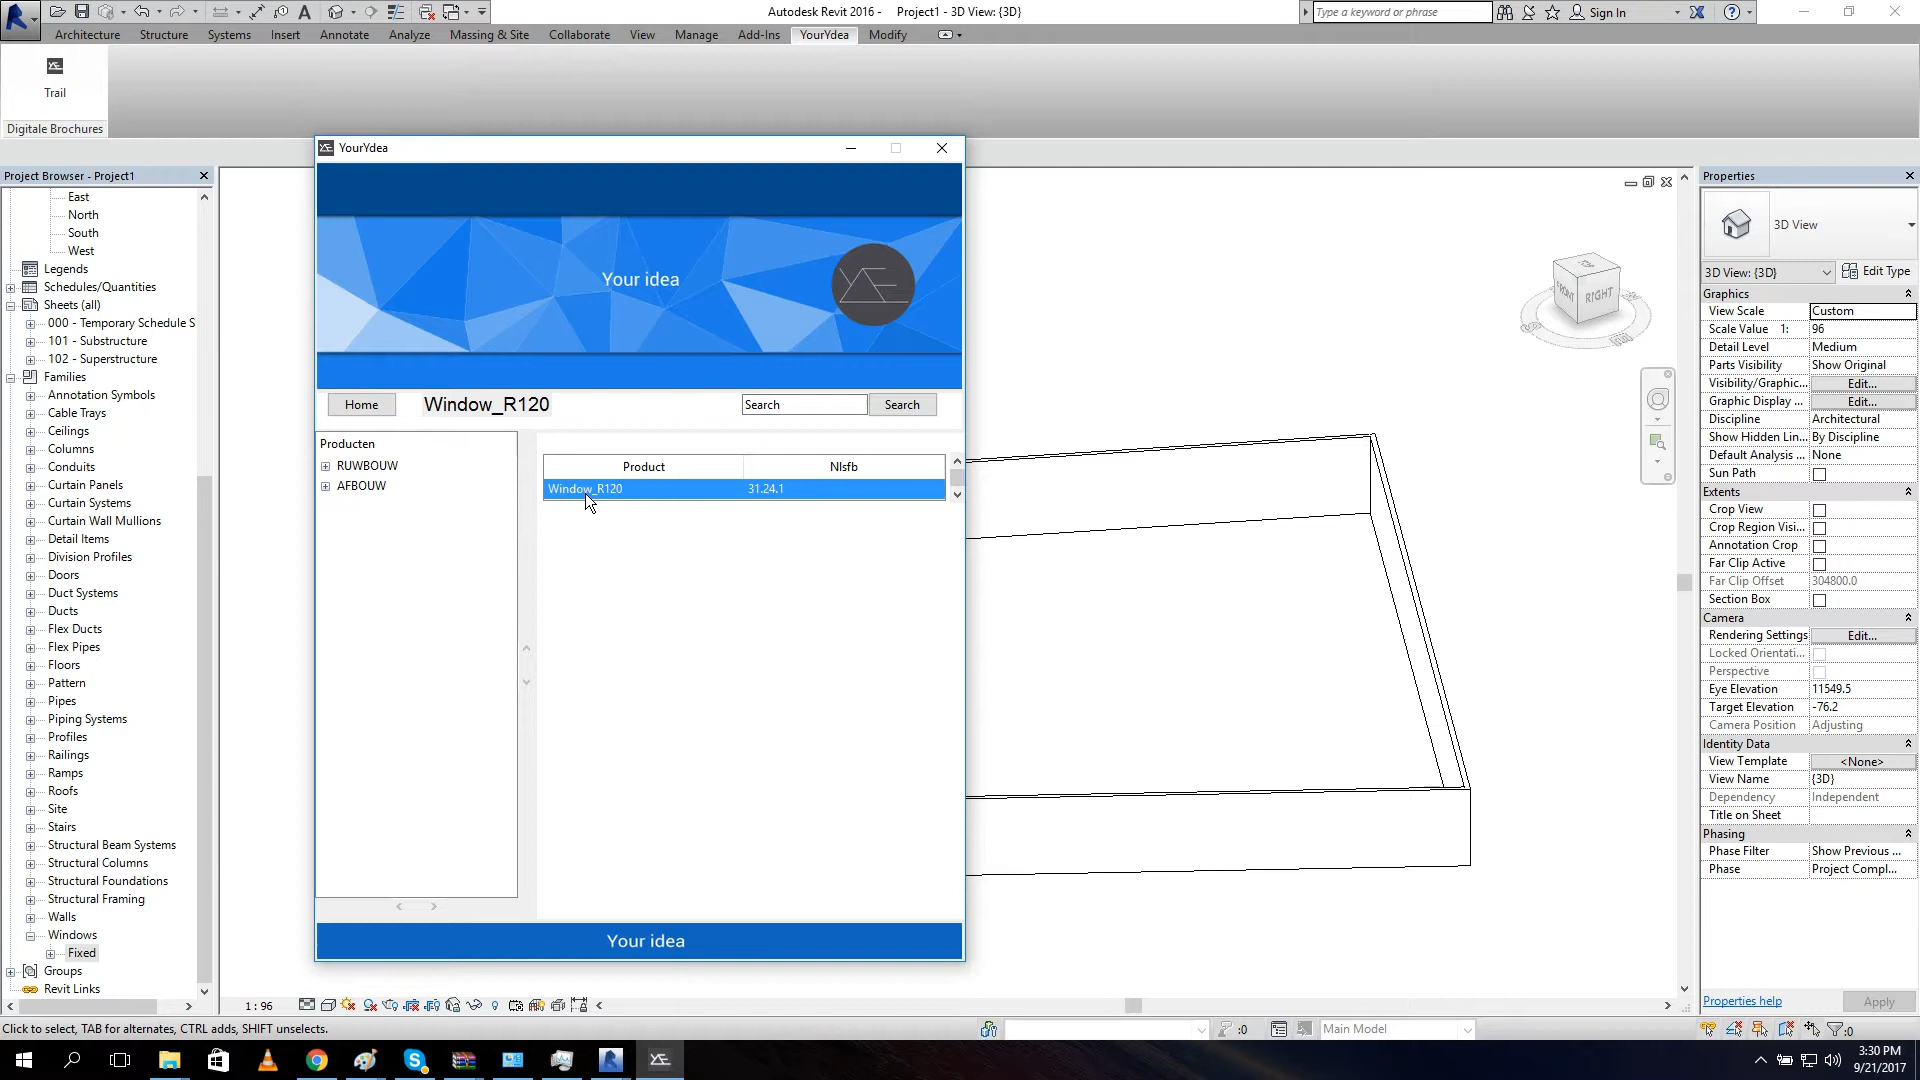 Autodesk Revit 2016 -     Project1 - 3D View: {3D}
Type a keyword or phrase
Sign In
Architecture Structure Systems Insert Annotate Analyze Massing & Site Collaborate View Manage Add-Ins YourYdea Modify
Trail
Digitale Brochures
Project Browser - Project1
East
North
South
West
Legends
Schedules/Quantities
Sheets (all)
000 - Temporary Schedule S
101 - Substructure
102 - Superstructure
Families
Annotation Symbols
Cable Trays
Ceilings
Columns
Conduits
Curtain Panels
Curtain Systems
Curtain Wall Mullions
Detail Items
Division Profiles
Doors
Duct Systems
Ducts
Flex Ducts
Flex Pipes
Floors
Pattern
Pipes
Piping Systems
Profiles
Railings
Ramps
Roofs
Site
Stairs
Structural Beam Systems
Structural Columns
Structural Foundations
Structural Framing
Walls
Windows
Fixed
Groups
Revit Links
YourYdea
Your idea
Home
Window_R120
Search
Search
Producten
RUWBOUW
AFBOUW
Product Nlsfb
Window_R120 31.24.1
Your idea
TOP
FRONT
RIGHT
1 : 96
Properties
3D View
3D View: {3D} Edit Type
Graphics
View Scale Custom
Scale Value 1: 96
Detail Level Medium
Parts Visibility Show Original
Visibility/Graphic... Edit...
Graphic Display ... Edit...
Discipline Architectural
Show Hidden Lin... By Discipline
Default Analysis ... None
Sun Path
Extents
Crop View
Crop Region Visi...
Annotation Crop
Far Clip Active
Far Clip Offset 304800.0
Section Box
Camera
Rendering Settings Edit...
Locked Orientati...
Perspective
Eye Elevation 11549.5
Target Elevation -76.2
Camera Position Adjusting
Identity Data
View Template <None>
View Name {3D}
Dependency Independent
Title on Sheet
Phasing
Phase Filter Show Previous ...
Phase Project Compl...
Properties help Apply
Click to select, TAB for alternates, CTRL adds, SHIFT unselects.
:0
Main Model
:0
3:30 PM
9/21/2017